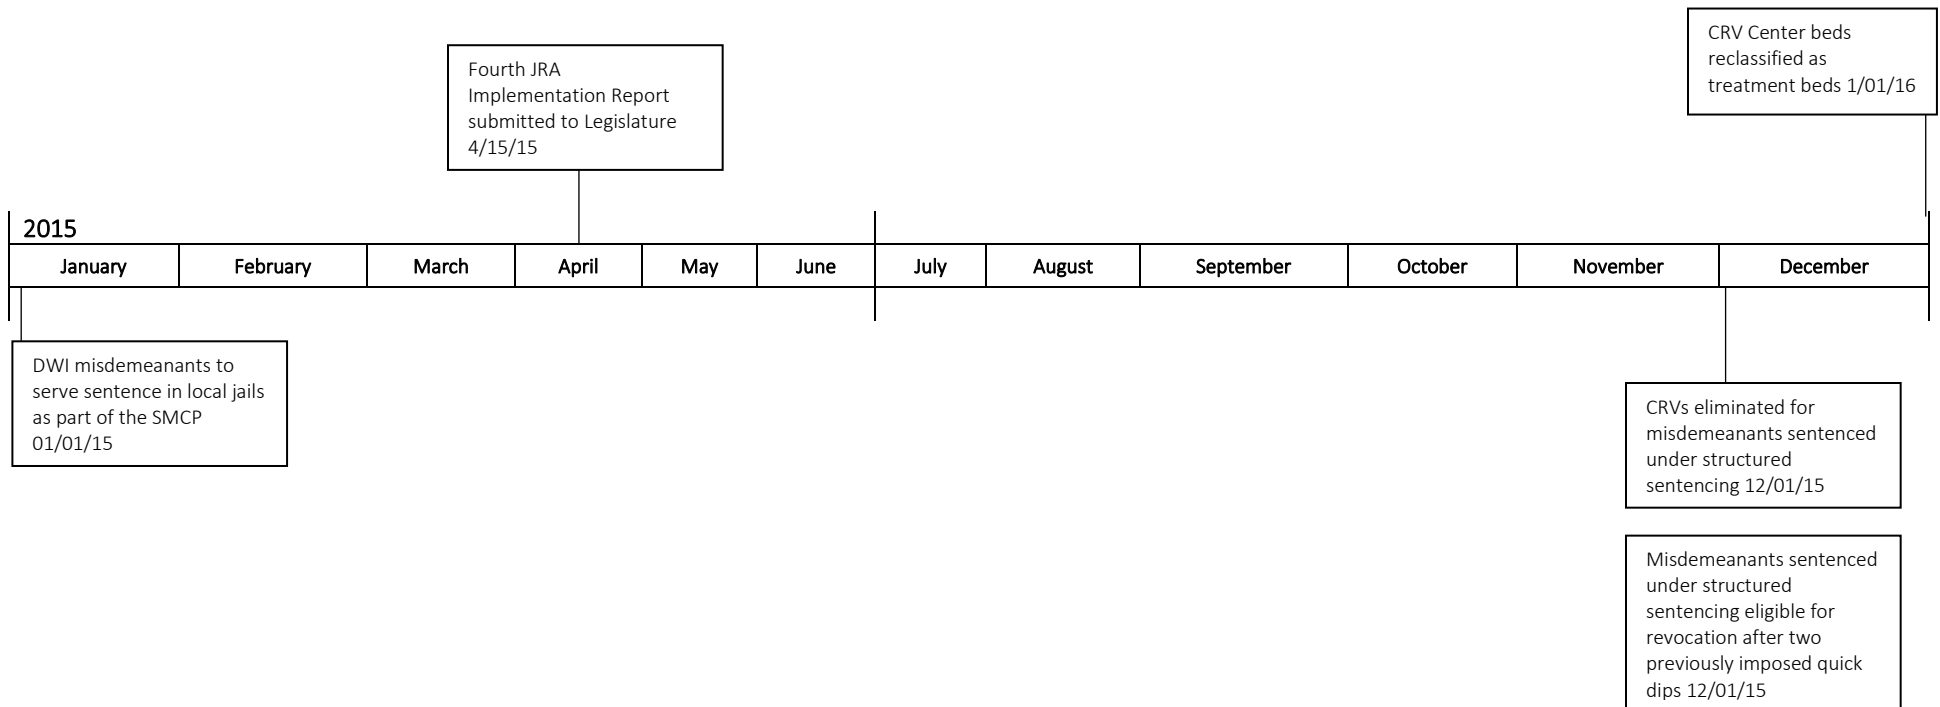 CRV Center beds
reclassified as
treatment beds 1/01/16
Fourth JRA
Implementation Report
submitted to Legislature
4/15/15
2015
January February March April May June July August September October November December
DWI misdemeanants to
serve sentence in local jails
as part of the SMCP
01/01/15
CRVs eliminated for
misdemeanants sentenced
under structured
sentencing 12/01/15
Misdemeanants sentenced
under structured
sentencing eligible for
revocation after two
previously imposed quick
dips 12/01/15